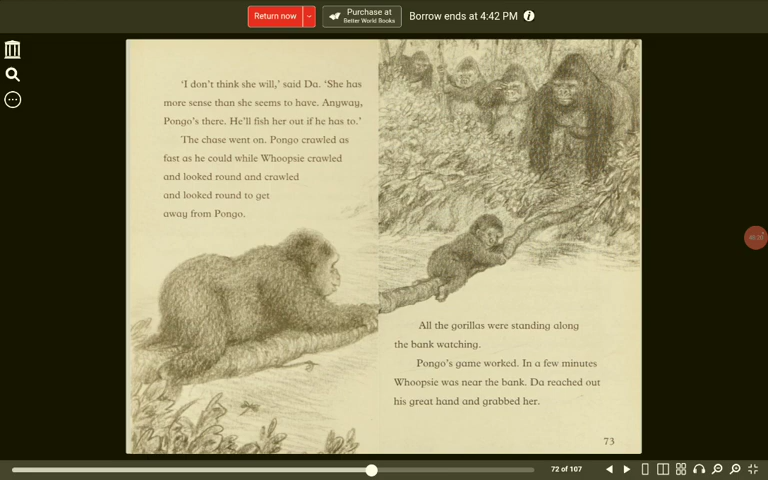 Return now
Purchase at
Better World Books
Borrow ends at 4:42 PM
'I don't think she will,' said Da. 'She has
more sense than she seems to have. Anyway,
Pongo's there. He'll fish her out if he has to.'
The chase went on. Pongo crawled as
fast as he could while Whoopsie crawled
and looked round and crawled
and looked round to get
away from Pongo.
All the gorillas were standing along
the bank watching.
Pongo's game worked. In a few minutes
Whoopsie was near the bank. Da reached out
his great hand and grabbed her.
73
72 of 107